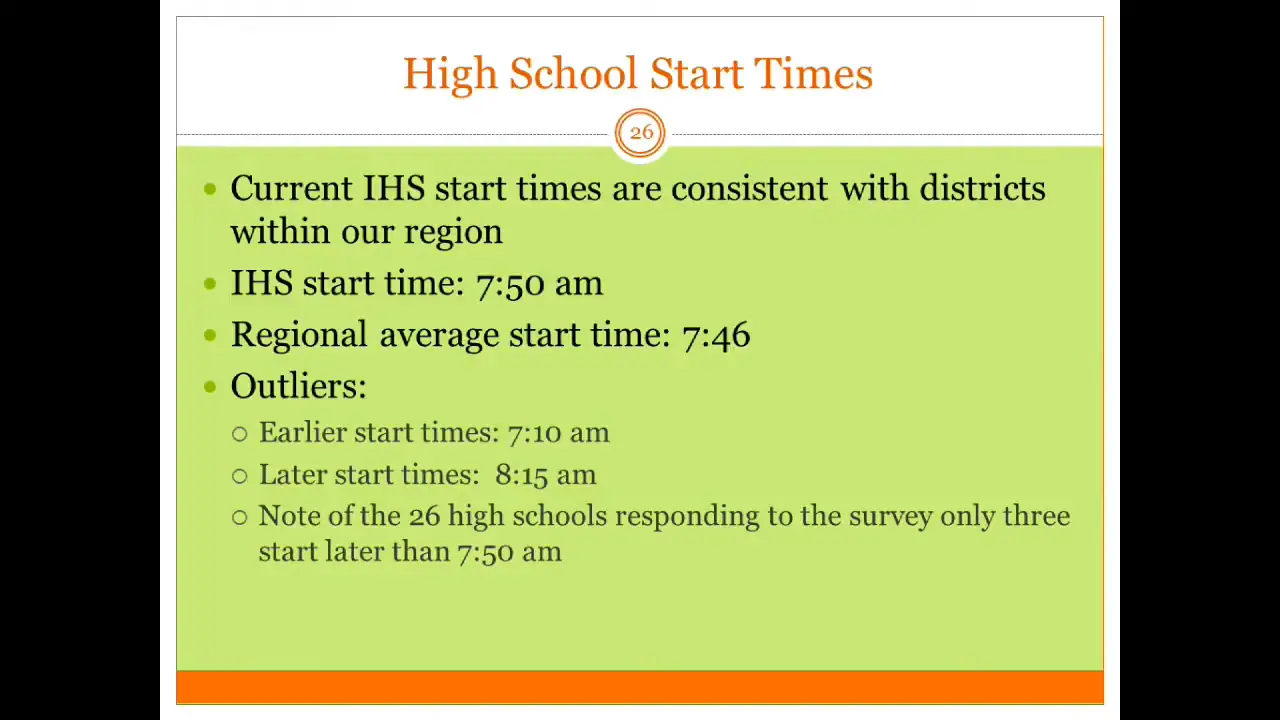 High School Start Times
26
• Current IHS start times are consistent with districts
within our region
• IHS start time: 7:50 am
• Regional average start time: 7:46
• Outliers:
○ Earlier start times: 7:10 am
○ Later start times:  8:15 am
○ Note of the 26 high schools responding to the survey only three
start later than 7:50 am